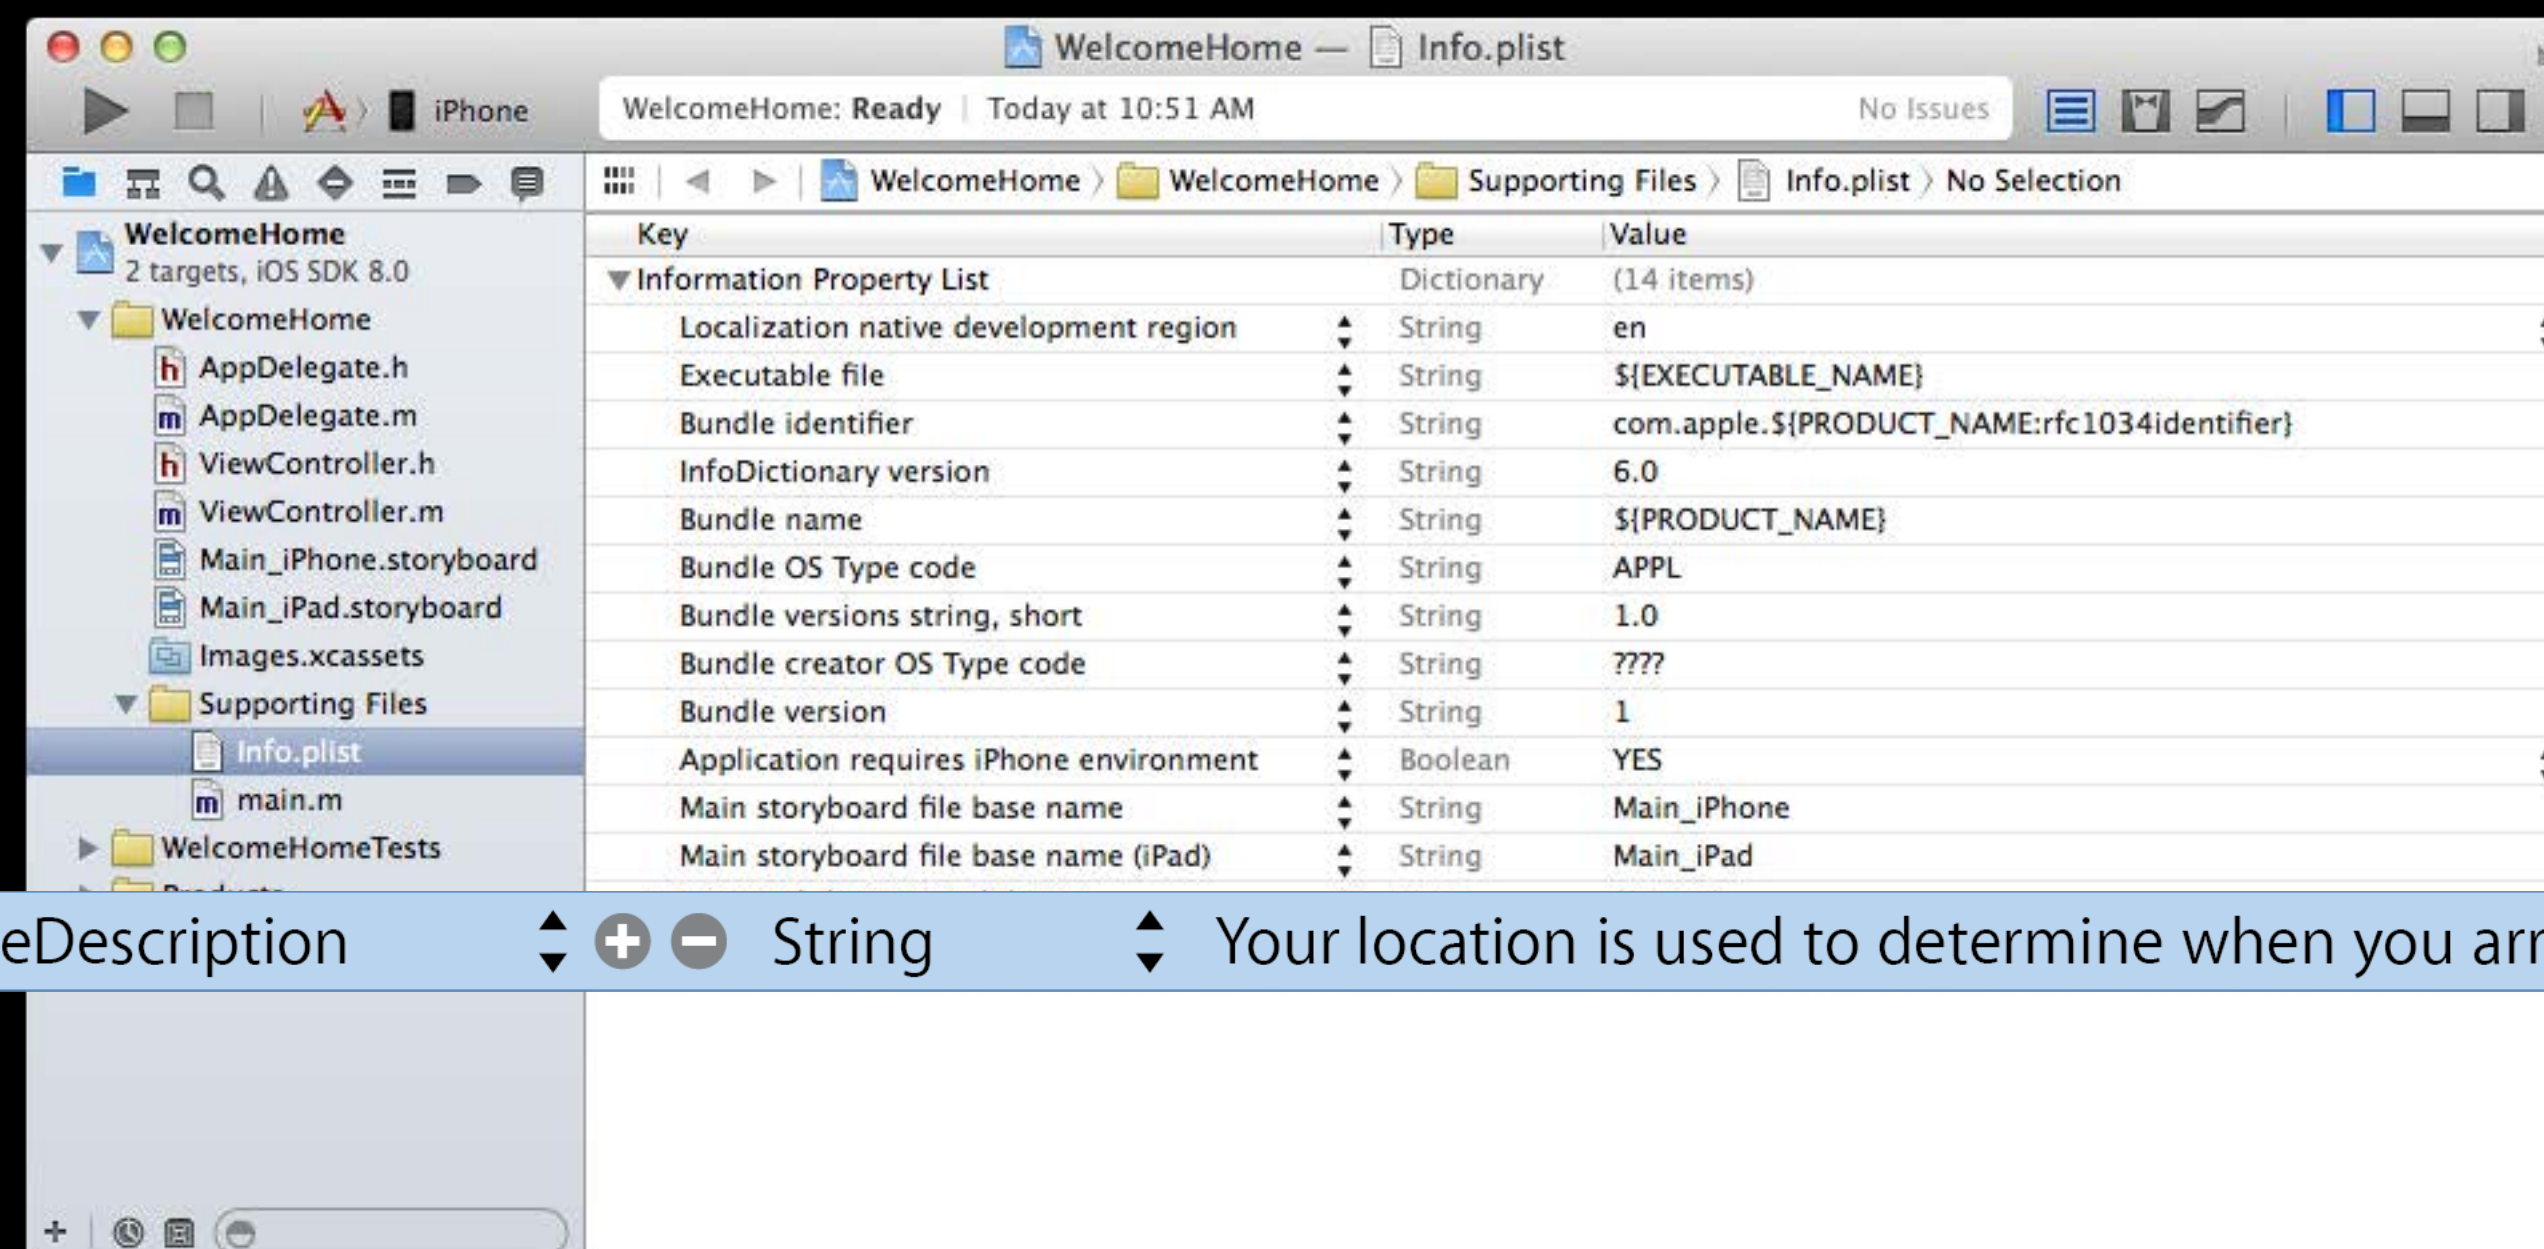 WelcomeHome — Info.plist
iPhone
WelcomeHome: Ready | Today at 10:51 AM
No Issues
WelcomeHome WelcomeHome Supporting Files Info.plist No Selection
WelcomeHome
2 targets, iOS SDK 8.0
WelcomeHome
h AppDelegate.h
m AppDelegate.m
h ViewController.h
m ViewController.m
Main_iPhone.storyboard
Main_iPad.storyboard
Images.xcassets
Supporting Files
Info.plist
m main.m
WelcomeHomeTests
Key Type Value
Information Property List Dictionary (14 items)
Localization native development region String en
Executable file String ${EXECUTABLE_NAME}
Bundle identifier String com.apple.${PRODUCT_NAME:rfc1034identifier}
InfoDictionary version String 6.0
Bundle name String ${PRODUCT_NAME}
Bundle OS Type code String APPL
Bundle versions string, short String 1.0
Bundle creator OS Type code String ????
Bundle version String 1
Application requires iPhone environment Boolean YES
Main storyboard file base name String Main_iPhone
Main storyboard file base name (iPad) String Main_iPad
eDescription String Your location is used to determine when you arr